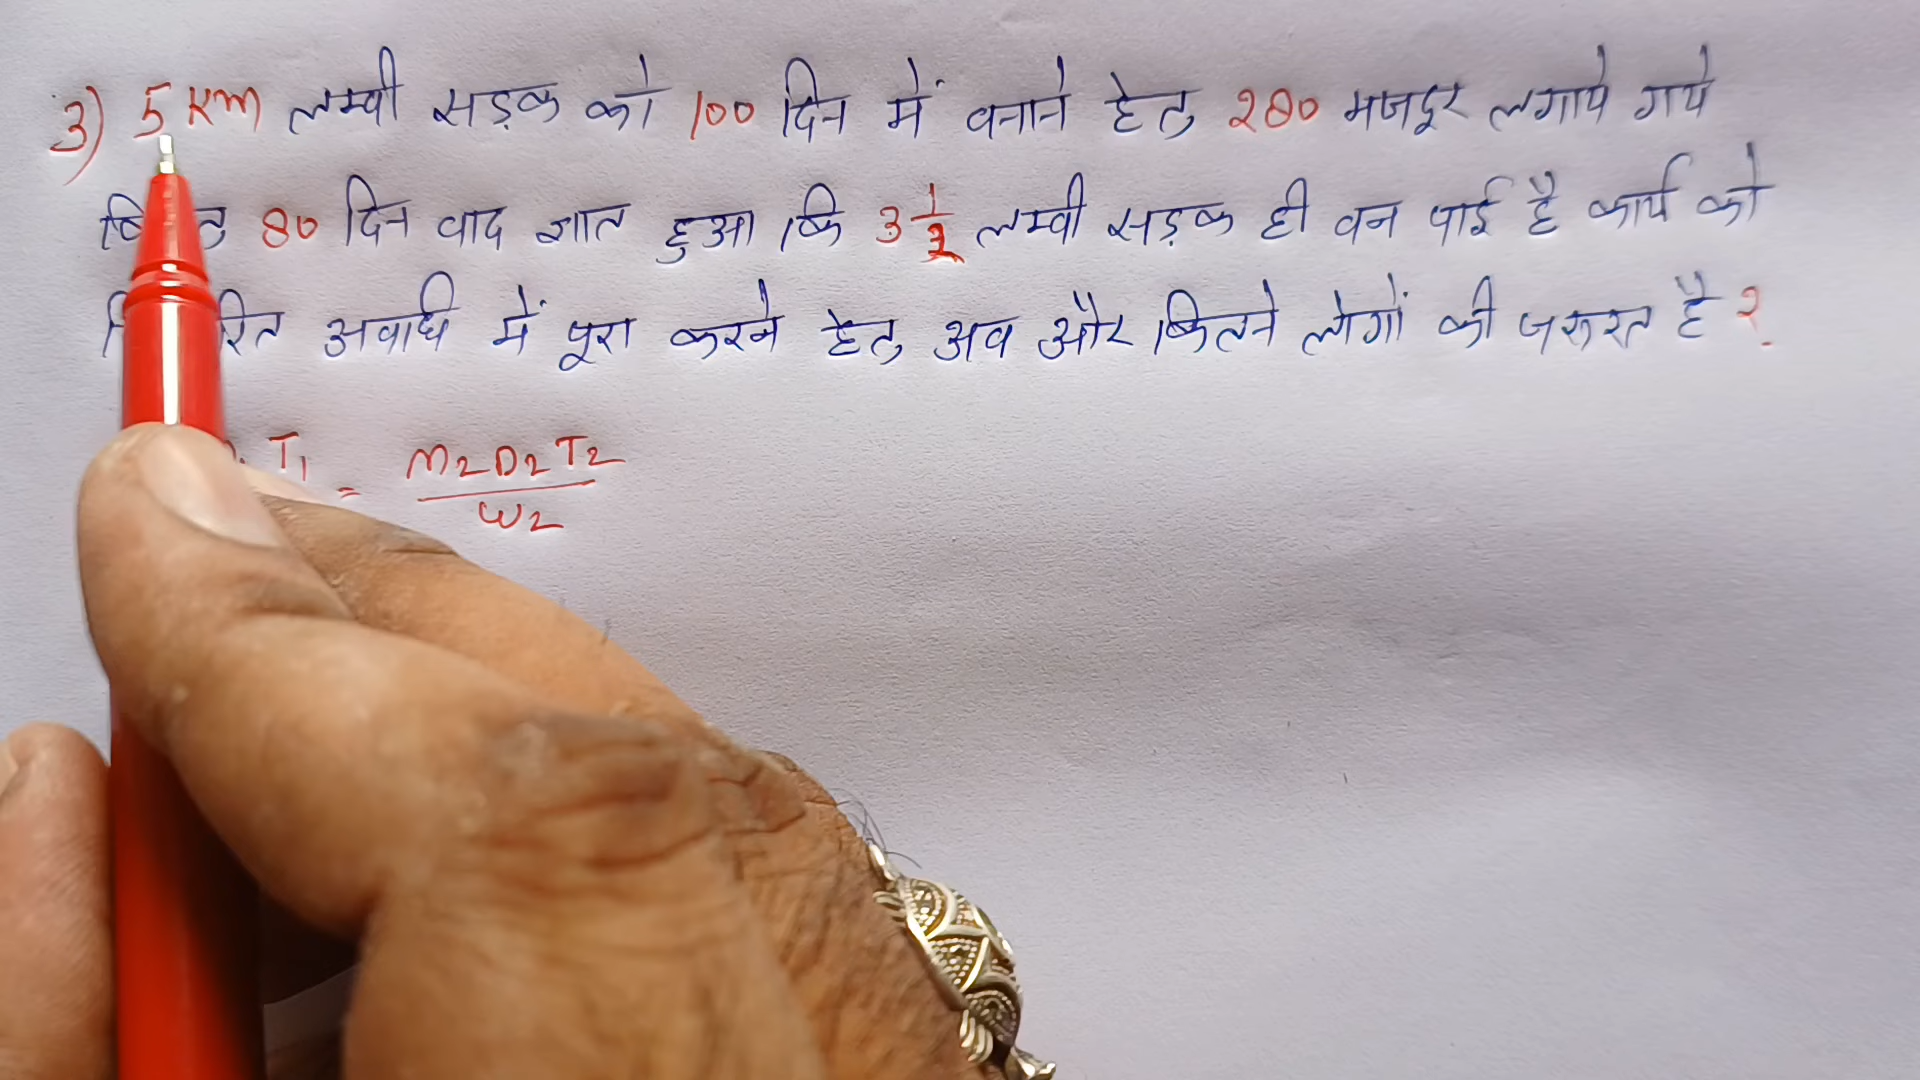 3) 5 Km लम्बी सड़क को 100 दिन में बनाने हेतु 280 मजदूर लगाये गये
80 दिन बाद ज्ञात हुआ कि 3 1/2 लम्बी सड़क ही बन पाई है कार्य को
अवधि में पूरा करने हेतु अब और कितने लोगों की जरूरत है ?
T1 = M2D2T2
W2